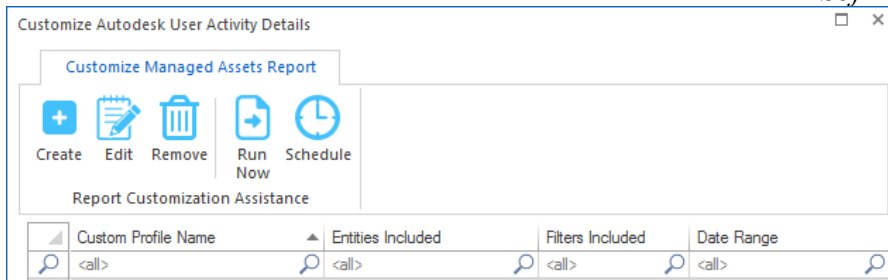 Customize Autodesk User Activity Details
Customize Managed Assets Report
Create Edit Remove Run Now Schedule
Report Customization Assistance
Custom Profile Name Entities Included Filters Included Date Range
<all> <all> <all> <all>